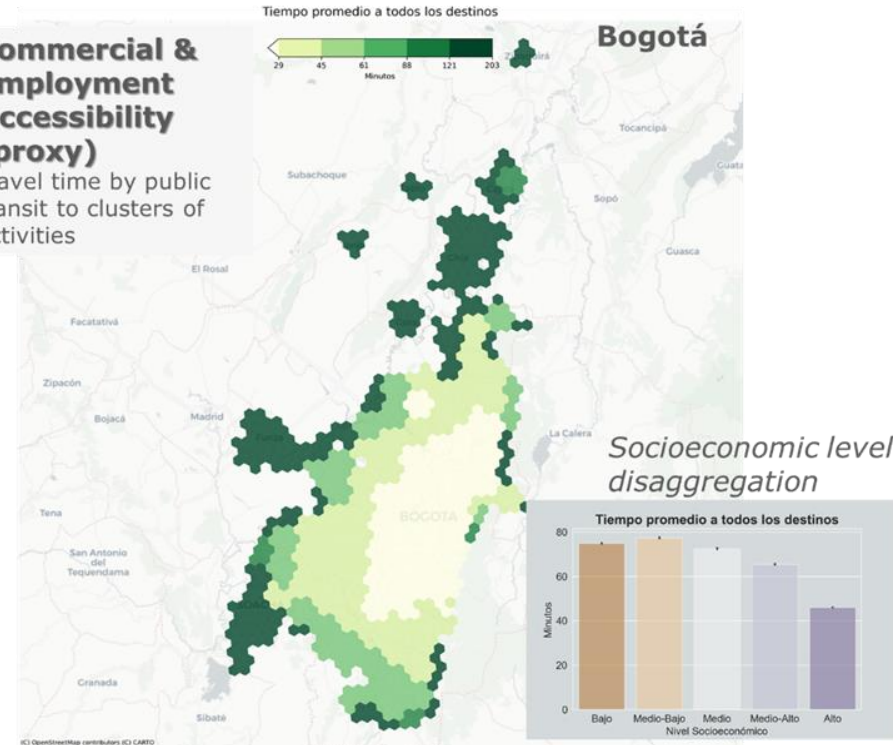 Tiempo promedio a todos los destinos
29 45 61 88 121 203
Minutos
Bogotá
ommercial &
mployment
ccessibility
proxy)
avel time by public
ansit to clusters of
ctivities
Tocancipá
Subachoque
Sopó
Guasca
El Rosal
Facatativá
Zipacón
Bojacá
Madrid
La Calera
Tena
BOGOTÁ
San Antonio
del
Tequendama
Granada
Sibaté
Socioeconomic level
disaggregation
Tiempo promedio a todos los destinos
80
60
40
20
0
Minutos
Bajo Medio-Bajo Medio Medio-Alto Alto
Nivel Socioeconómico
(C) OpenStreetMap contributors (C) CARTO